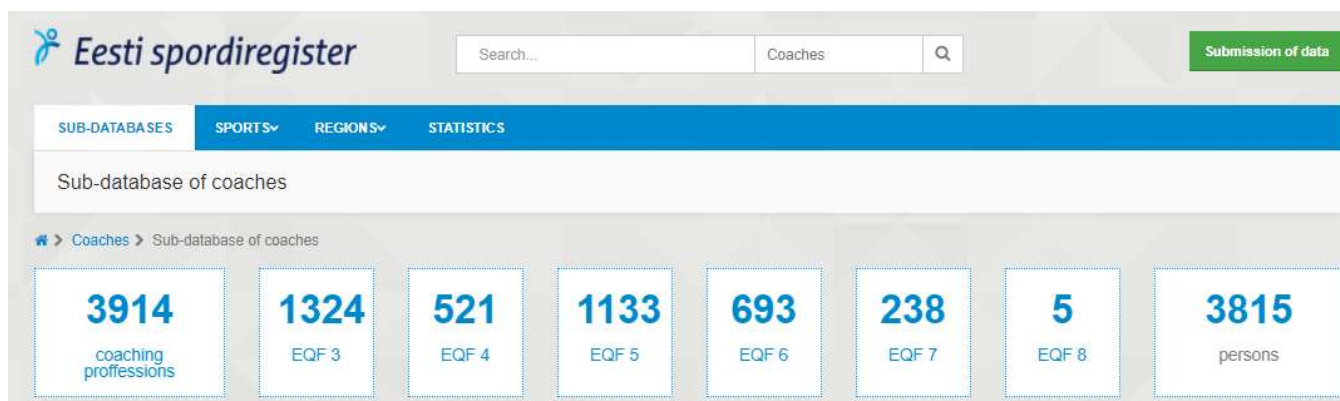 Eesti spordiregister
Search...
Coaches
Submission of data
SUB-DATABASES SPORTS REGIONS STATISTICS
Sub-database of coaches
Coaches > Sub-database of coaches
3914
coaching
proffessions
1324
EQF 3
521
EQF 4
1133
EQF 5
693
EQF 6
238
EQF 7
5
EQF 8
3815
persons